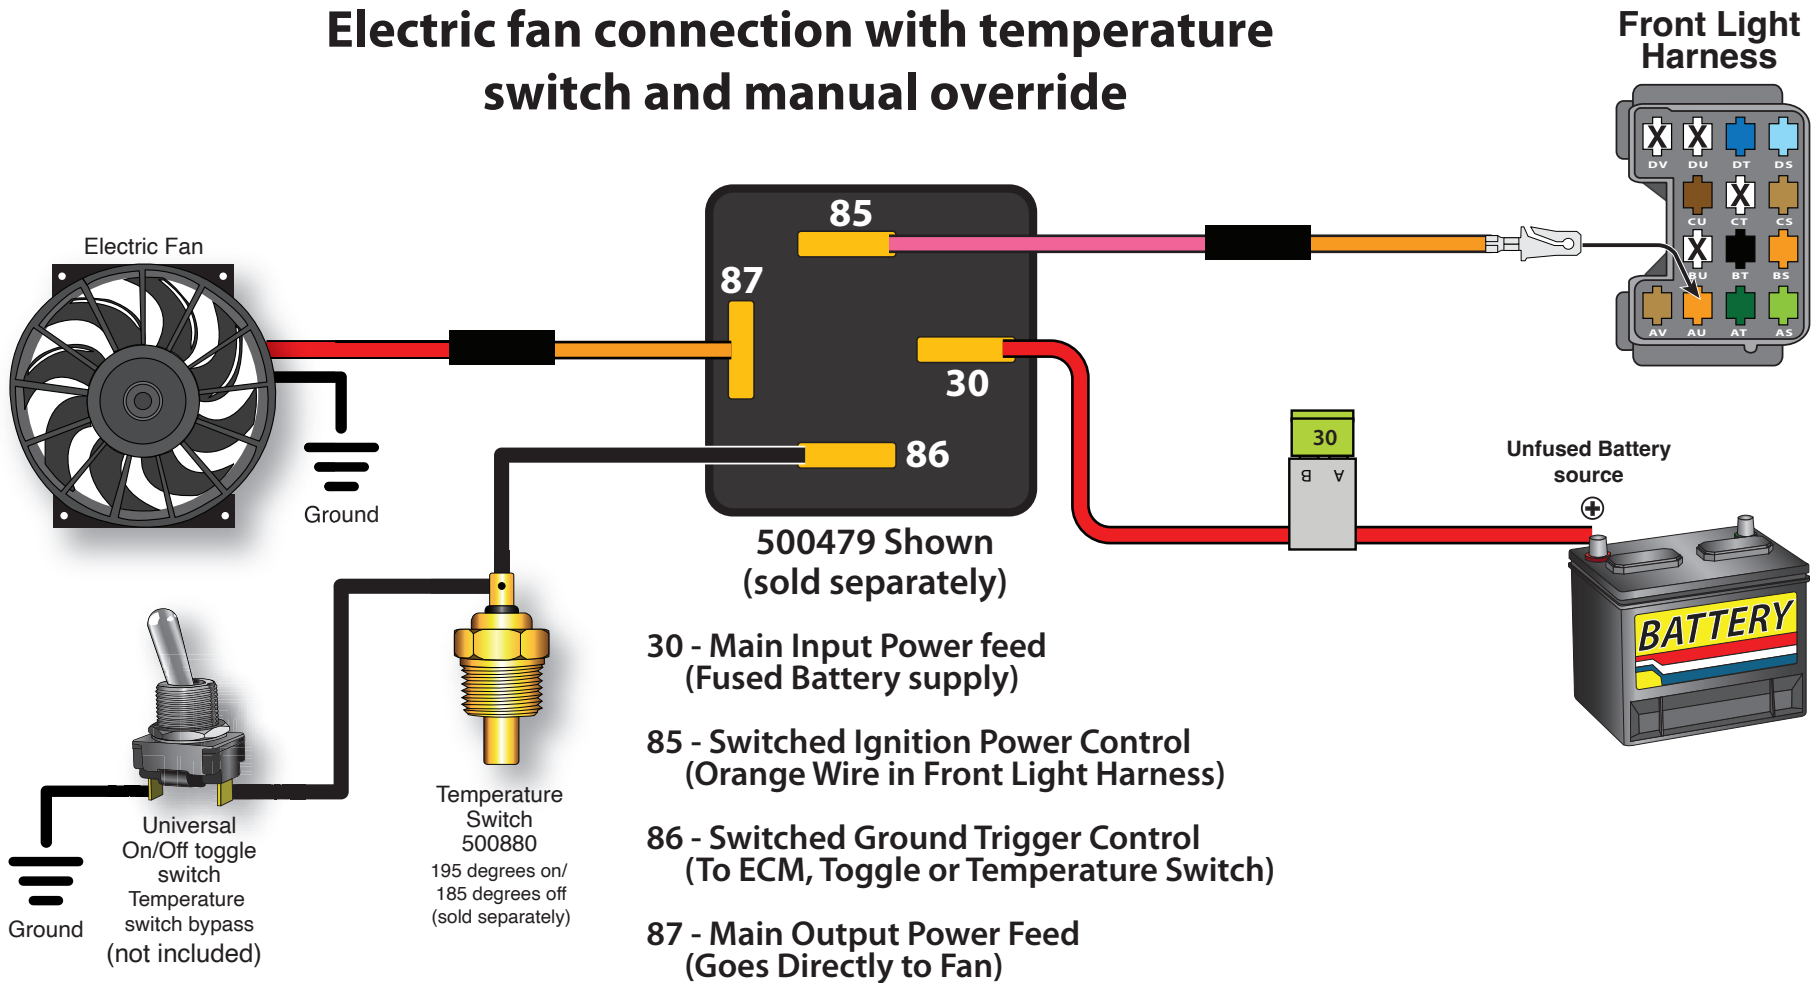 Electric fan connection with temperature
switch and manual override
Front Light
Harness
X X
DV DU DT DS
X
CU CT CS
X
BU BT BS
AV AU AT AS
Electric Fan
85
87
30
86
Ground
30
B A
Unfused Battery
source
BATTERY
500479 Shown
(sold separately)
30 - Main Input Power feed
(Fused Battery supply)
85 - Switched Ignition Power Control
(Orange Wire in Front Light Harness)
86 - Switched Ground Trigger Control
(To ECM, Toggle or Temperature Switch)
87 - Main Output Power Feed
(Goes Directly to Fan)
Temperature
Switch
500880
195 degrees on/
185 degrees off
(sold separately)
Universal
On/Off toggle
switch
Temperature
switch bypass
(not included)
Ground